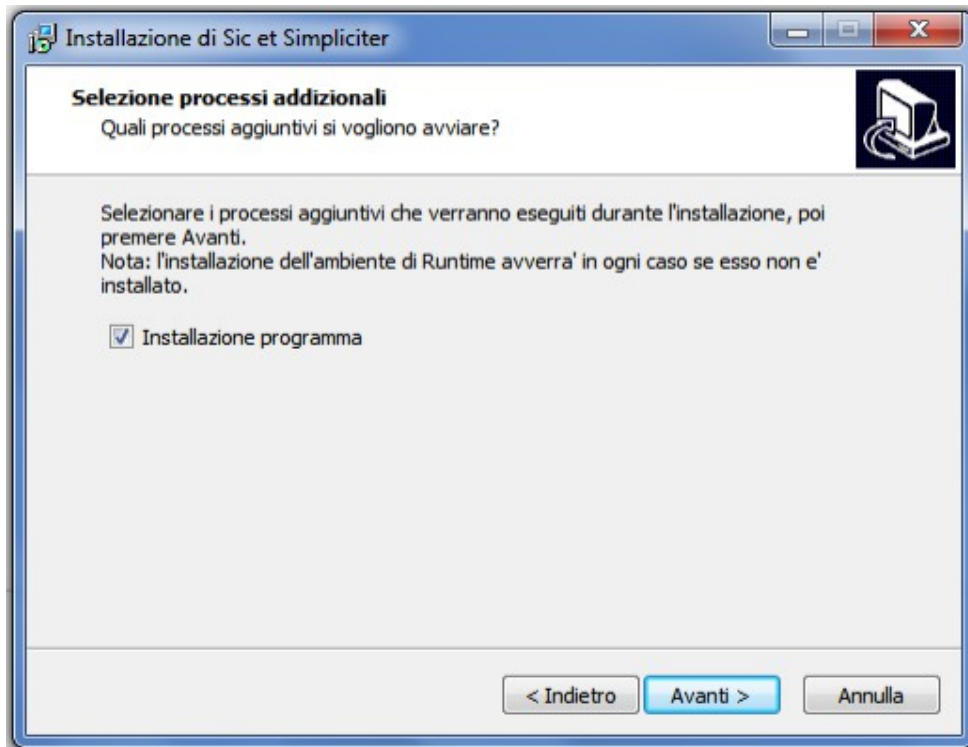 Installazione di Sic et Simpliciter
Selezione processi addizionali
Quali processi aggiuntivi si vogliono avviare?
Selezionare i processi aggiuntivi che verranno eseguiti durante l'installazione, poi
premere Avanti.
Nota: l'installazione dell'ambiente di Runtime avverra' in ogni caso se esso non e'
installato.
Installazione programma
< Indietro
Avanti >
Annulla